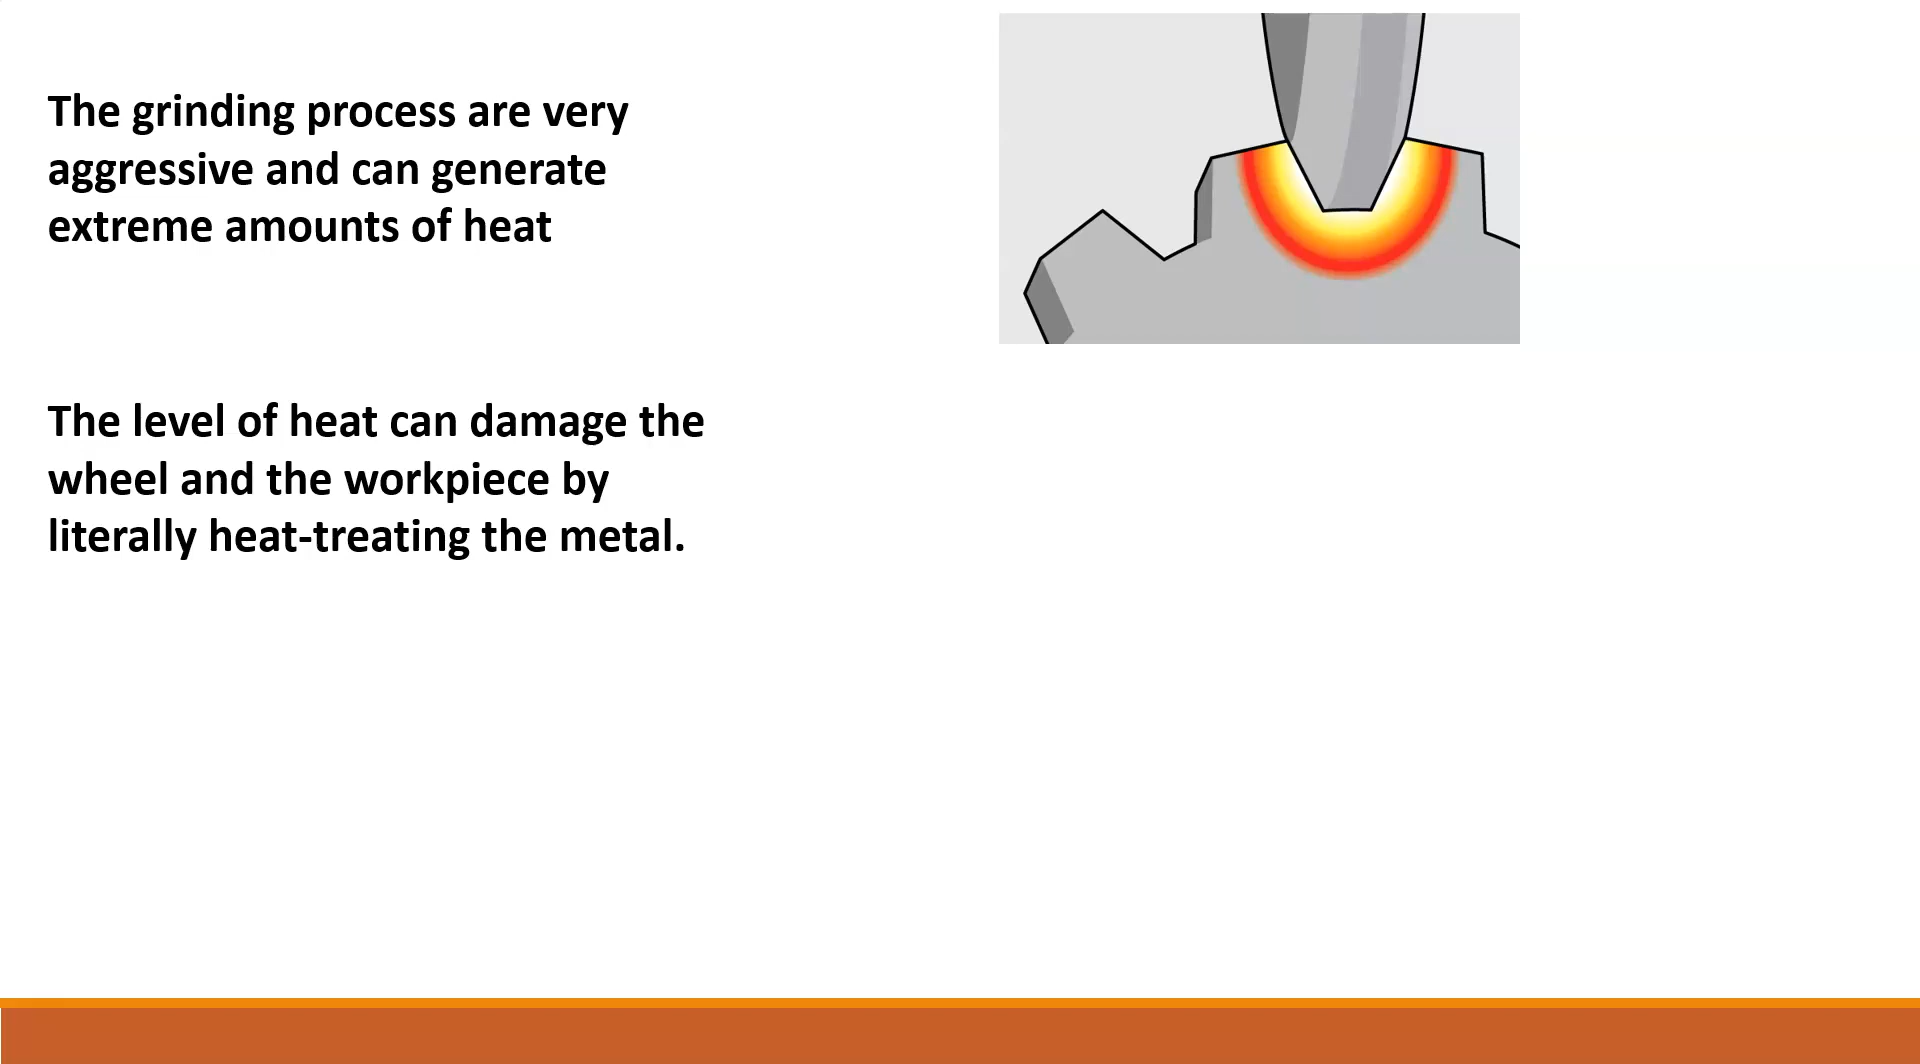 The grinding process are very
aggressive and can generate
extreme amounts of heat
The level of heat can damage the
wheel and the workpiece by
literally heat-treating the metal.